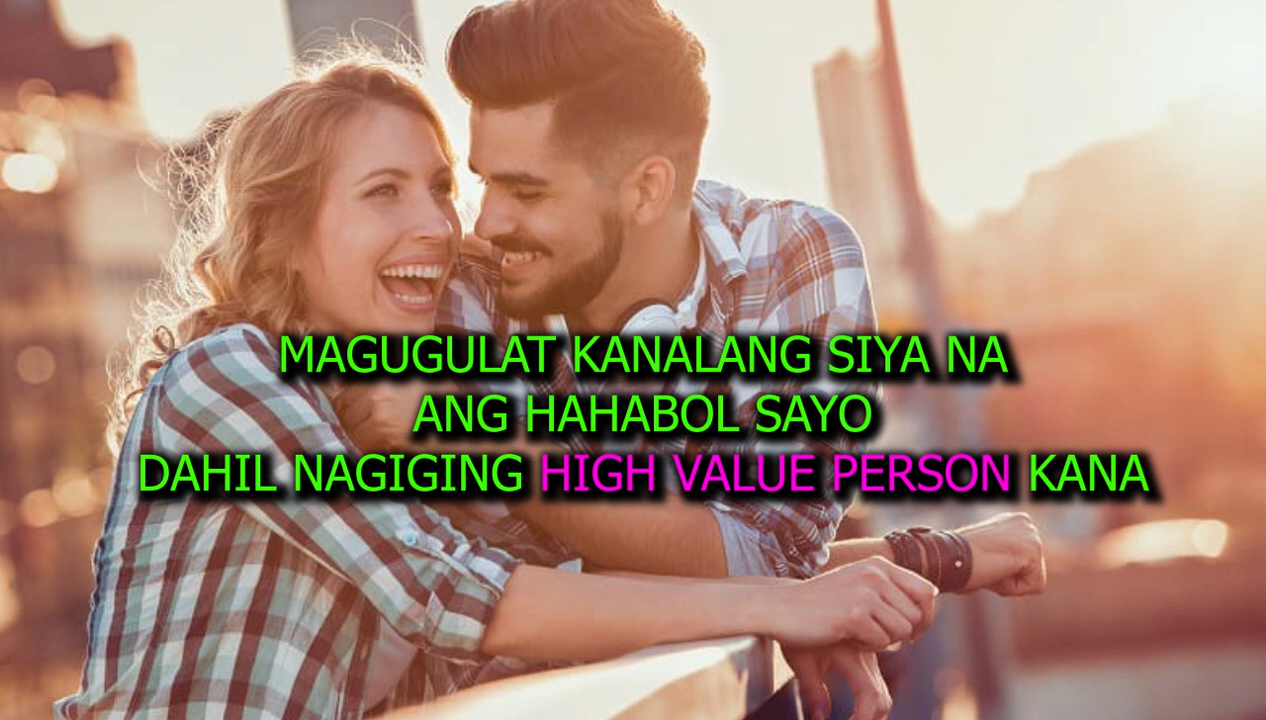 MAGUGULAT KANALANG SIYA NA
ANG HAHABOL SAYO
DAHIL NAGIGING HIGH VALUE PERSON KANA